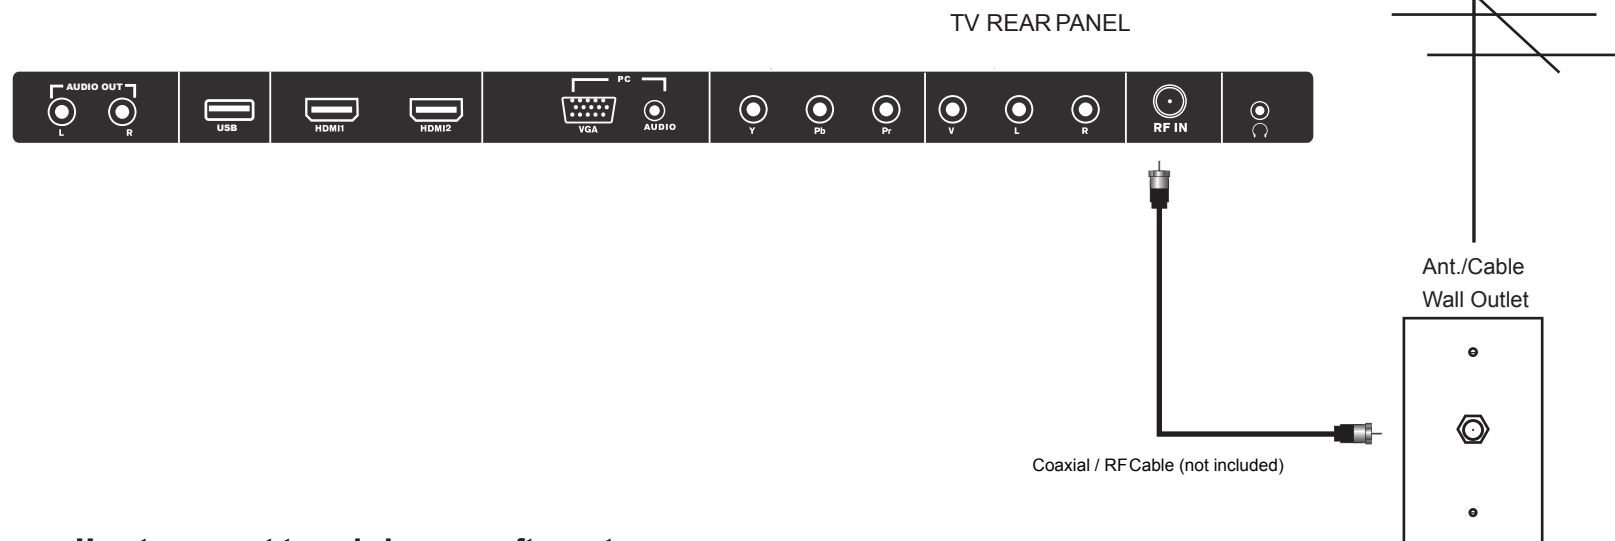 TV REAR PANEL
AUDIO OUT
L R
USB
HDMI1 HDMI2
PC
VGA AUDIO
Y Pb Pr
V L R
RF IN
Ant./Cable
Wall Outlet
Coaxial / RF Cable (not included)